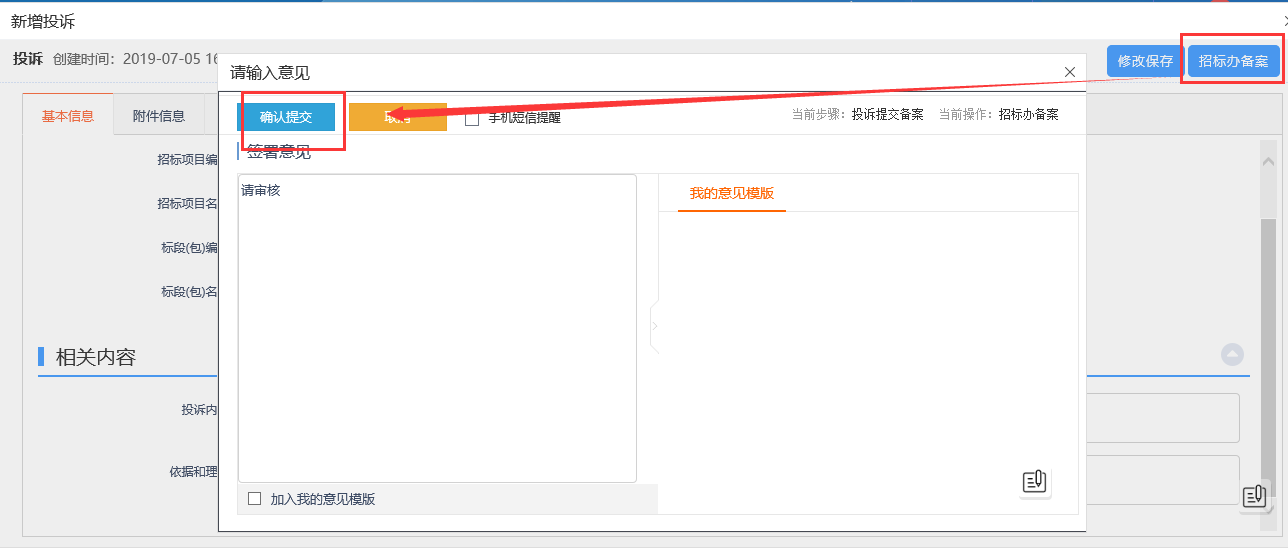 新增投诉
投诉 创建时间：2019-07-05 16
修改保存 招标办备案
请输入意见
确认提交 取消 手机短信提醒 当前步骤：投诉提交备案 当前操作：招标办备案
基本信息 附件信息
签署意见
招标项目编
请审核
我的意见模版
招标项目名
标段(包)编
标段(包)名
相关内容
投诉内
依据和理
加入我的意见模版